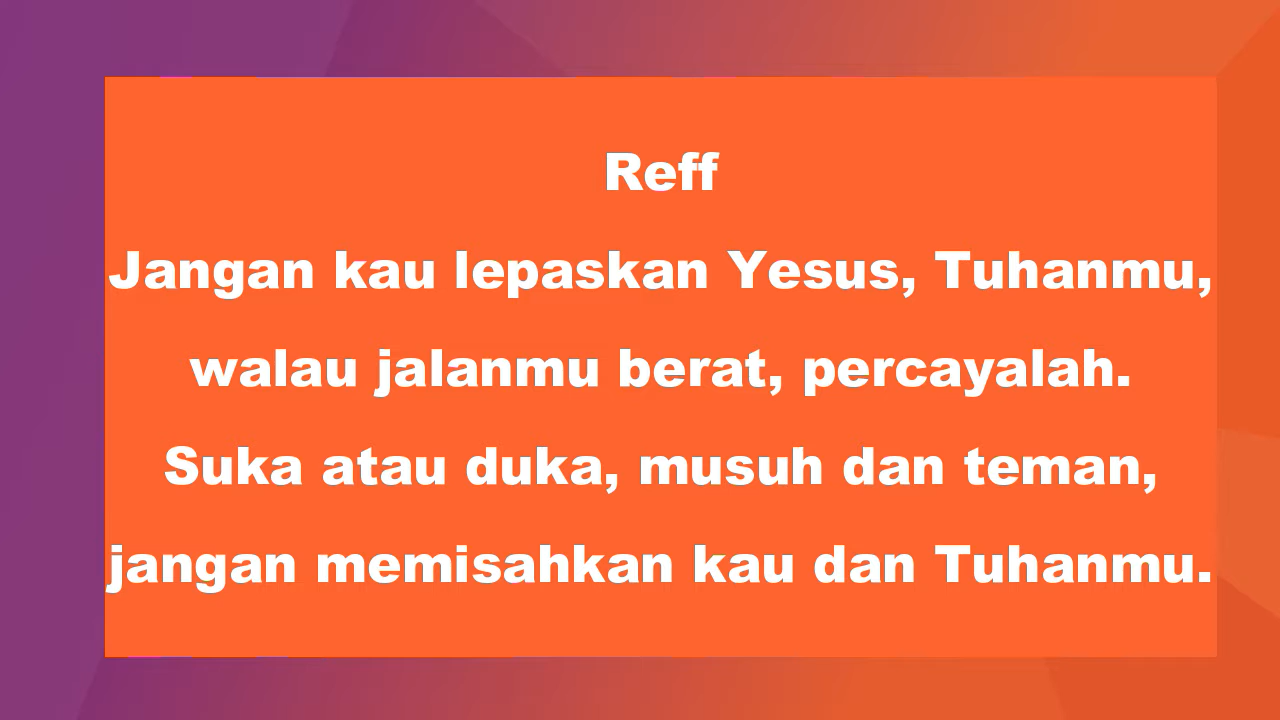 Reff
Jangan kau lepaskan Yesus, Tuhanmu,
walau jalanmu berat, percayalah.
Suka atau duka, musuh dan teman,
jangan memisahkan kau dan Tuhanmu.